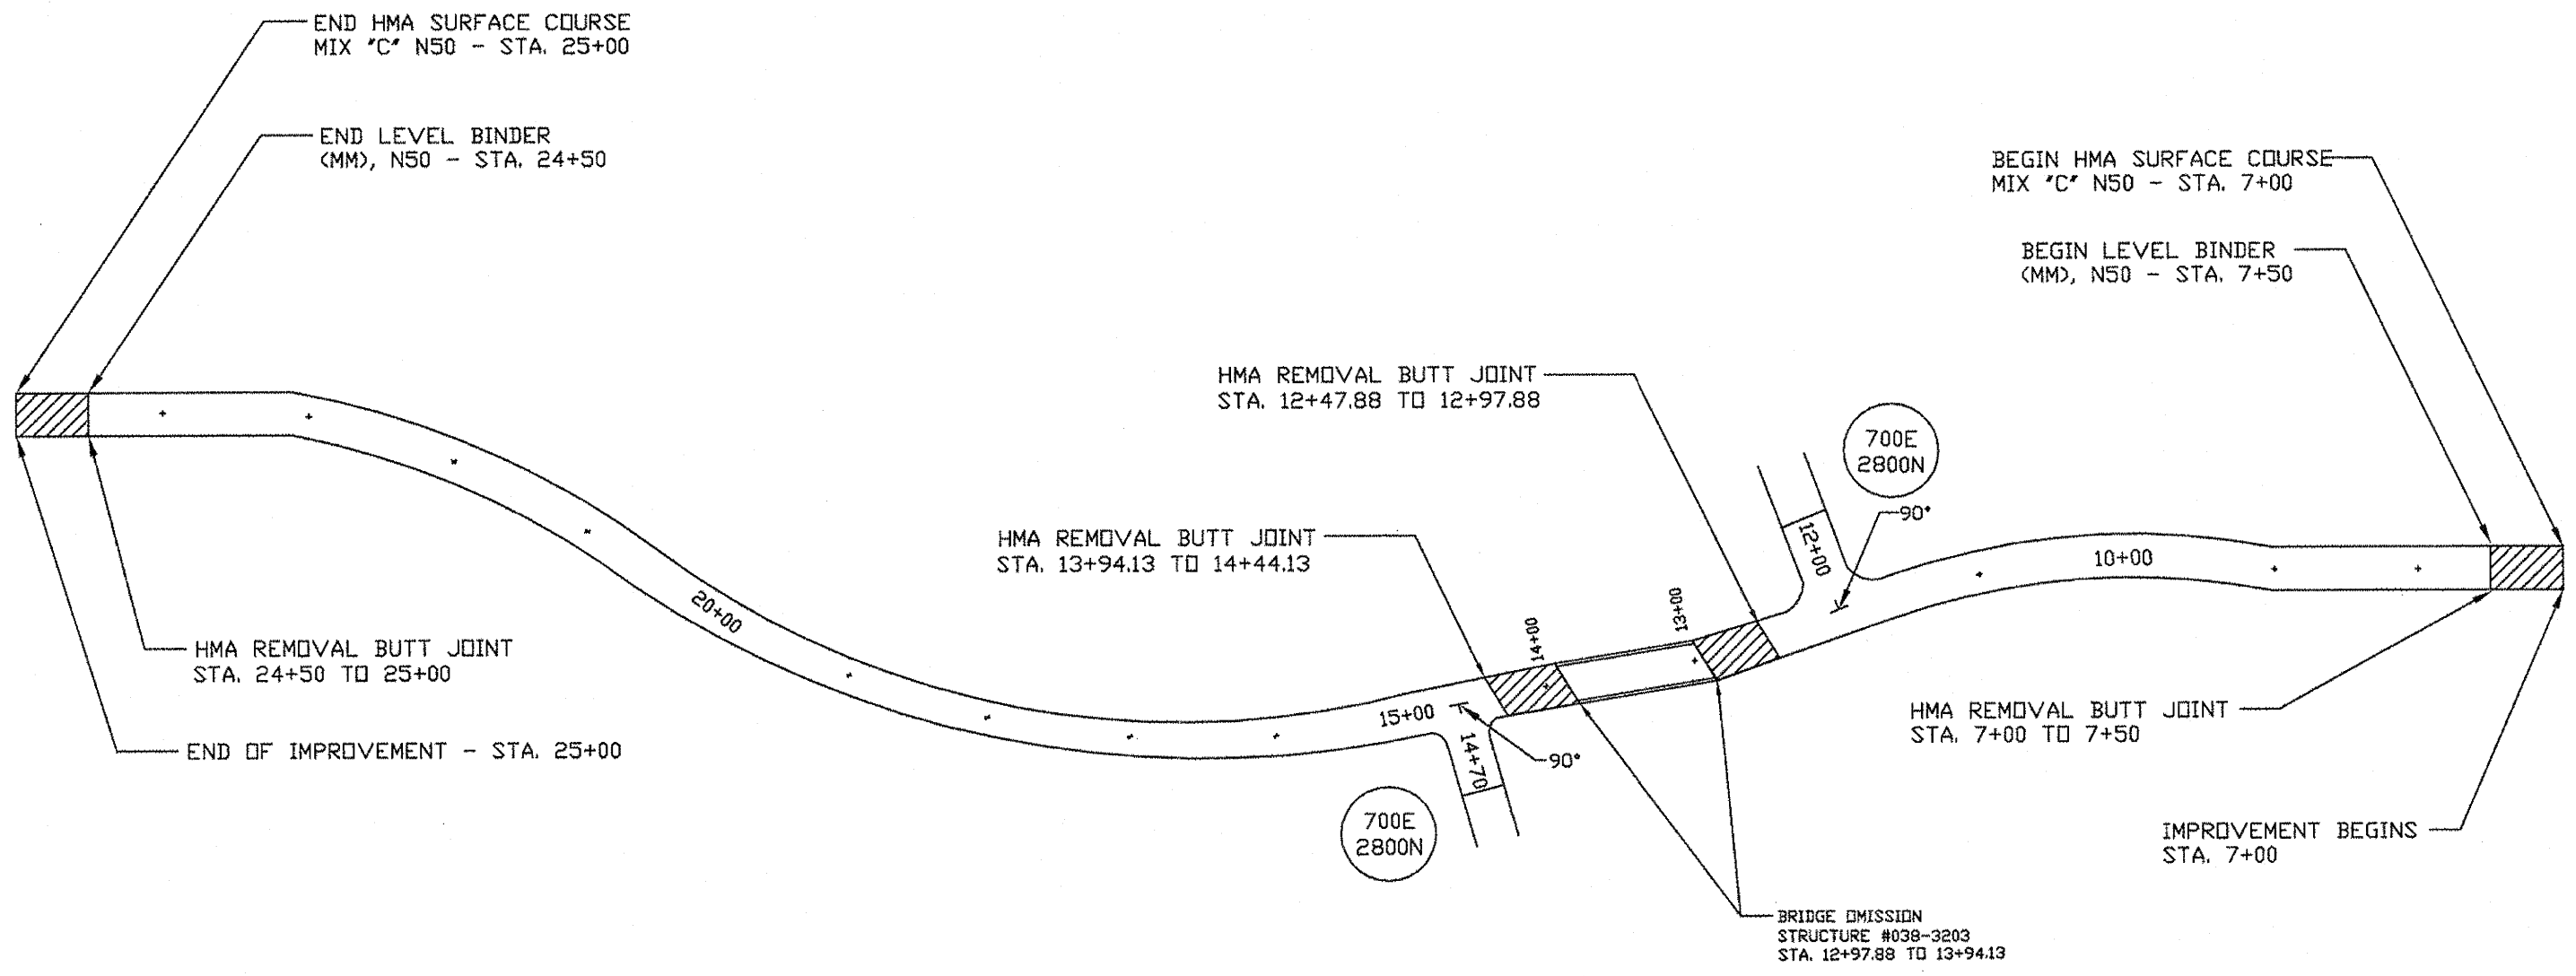 END HMA SURFACE COURSE
MIX "C" N50 - STA. 25+00
END LEVEL BINDER
(MM), N50 - STA. 24+50
BEGIN HMA SURFACE COURSE
MIX "C" N50 - STA. 7+00
BEGIN LEVEL BINDER
(MM), N50 - STA. 7+50
HMA REMOVAL BUTT JOINT
STA. 12+47.88 TO 12+97.88
700E
2800N
90°
HMA REMOVAL BUTT JOINT
STA. 13+94.13 TO 14+44.13
12+00
10+00
20+00
13+00
14+00
15+00
14+70
90°
HMA REMOVAL BUTT JOINT
STA. 24+50 TO 25+00
END OF IMPROVEMENT - STA. 25+00
HMA REMOVAL BUTT JOINT
STA. 7+00 TO 7+50
700E
2800N
IMPROVEMENT BEGINS
STA. 7+00
BRIDGE OMISSION
STRUCTURE #038-3203
STA. 12+97.88 TO 13+94.13